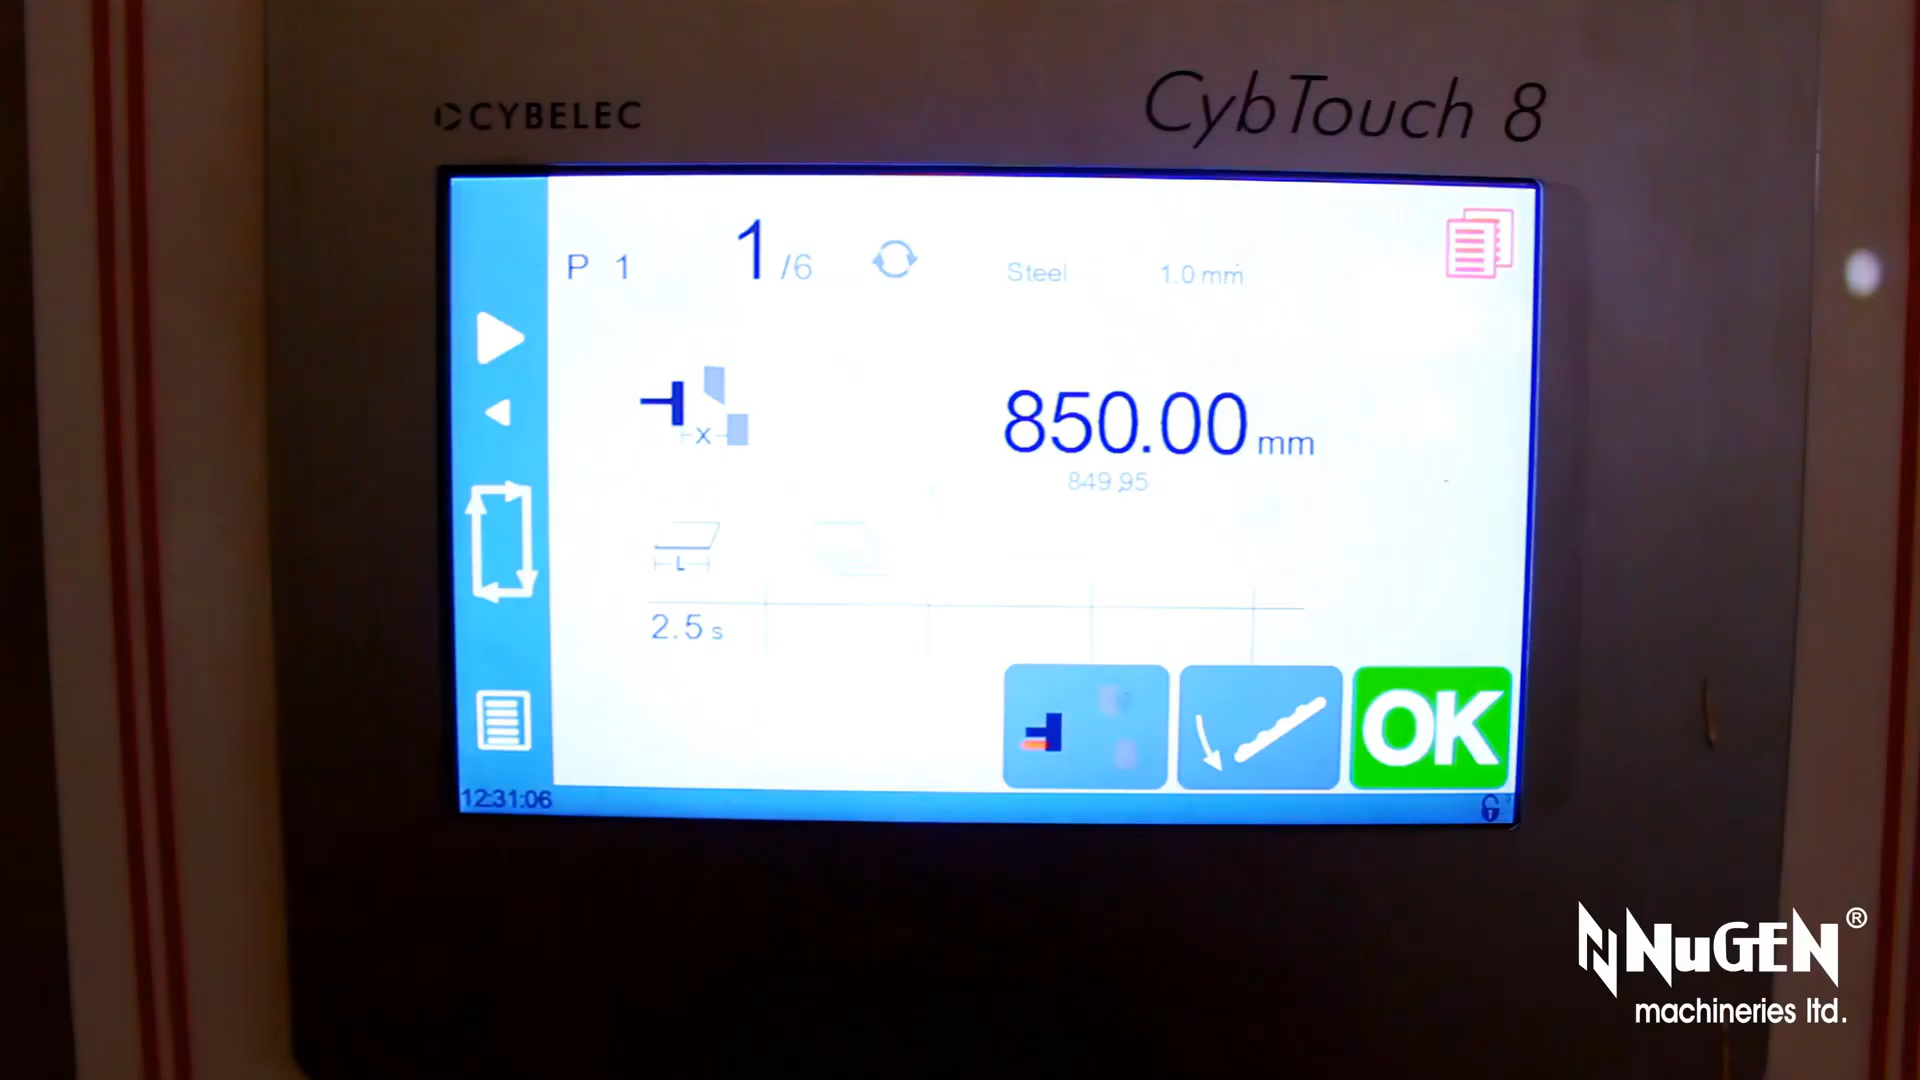 CYBELEC
CybTouch 8
P 1
1/6
Steel
1.0 mm
X
850.00 mm
849.95
L
2.5 s
OK
12:31:06
NuGEN®
machineries ltd.